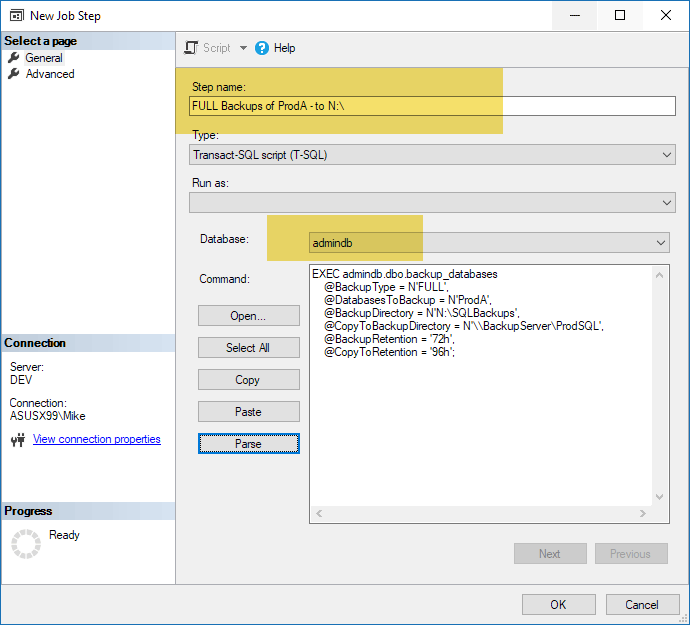 New Job Step
Select a page
General
Advanced
Script
Help
Step name:
FULL Backups of ProdA - to N:\
Type:
Transact-SQL script (T-SQL)
Run as:
Database:
admindb
Command:
EXEC admindb.dbo.backup_databases
@BackupType = N'FULL',
@DatabasesToBackup = N'ProdA',
@BackupDirectory = N'N:\SQLBackups',
@CopyToBackupDirectory = N'\\BackupServer\ProdSQL',
@BackupRetention = '72h',
@CopyToRetention = '96h';
Open...
Select All
Copy
Paste
Parse
Connection
Server:
DEV
Connection:
ASUSX99\Mike
View connection properties
Progress
Ready
Next
Previous
OK
Cancel